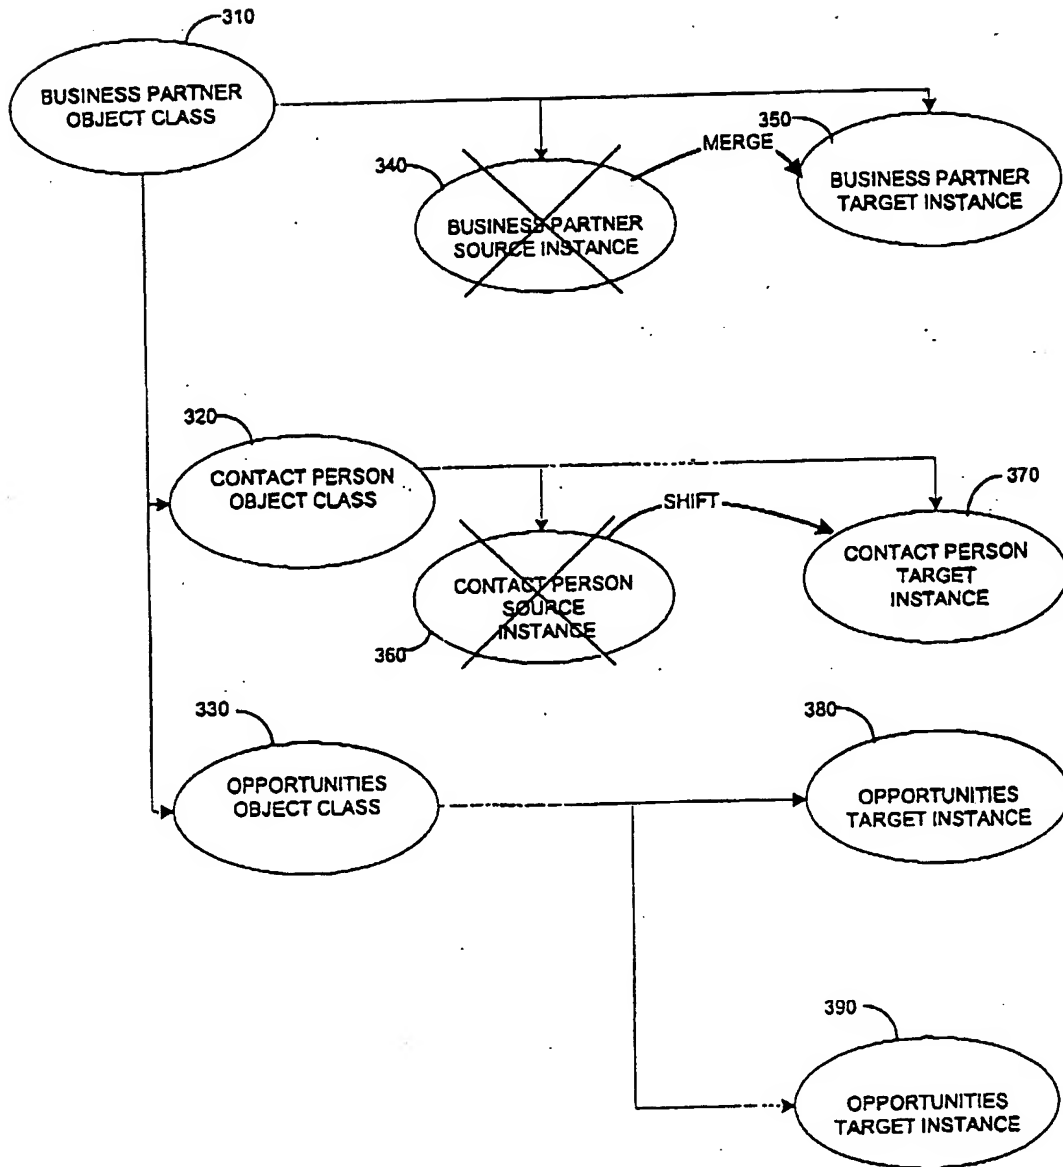 310
BUSINESS PARTNER
OBJECT CLASS
340
MERGE
350
BUSINESS PARTNER
SOURCE INSTANCE
BUSINESS PARTNER
TARGET INSTANCE
320
CONTACT PERSON
OBJECT CLASS
SHIFT
370
CONTACT PERSON
SOURCE
INSTANCE
360
CONTACT PERSON
TARGET
INSTANCE
330
OPPORTUNITIES
OBJECT CLASS
380
OPPORTUNITIES
TARGET INSTANCE
390
OPPORTUNITIES
TARGET INSTANCE